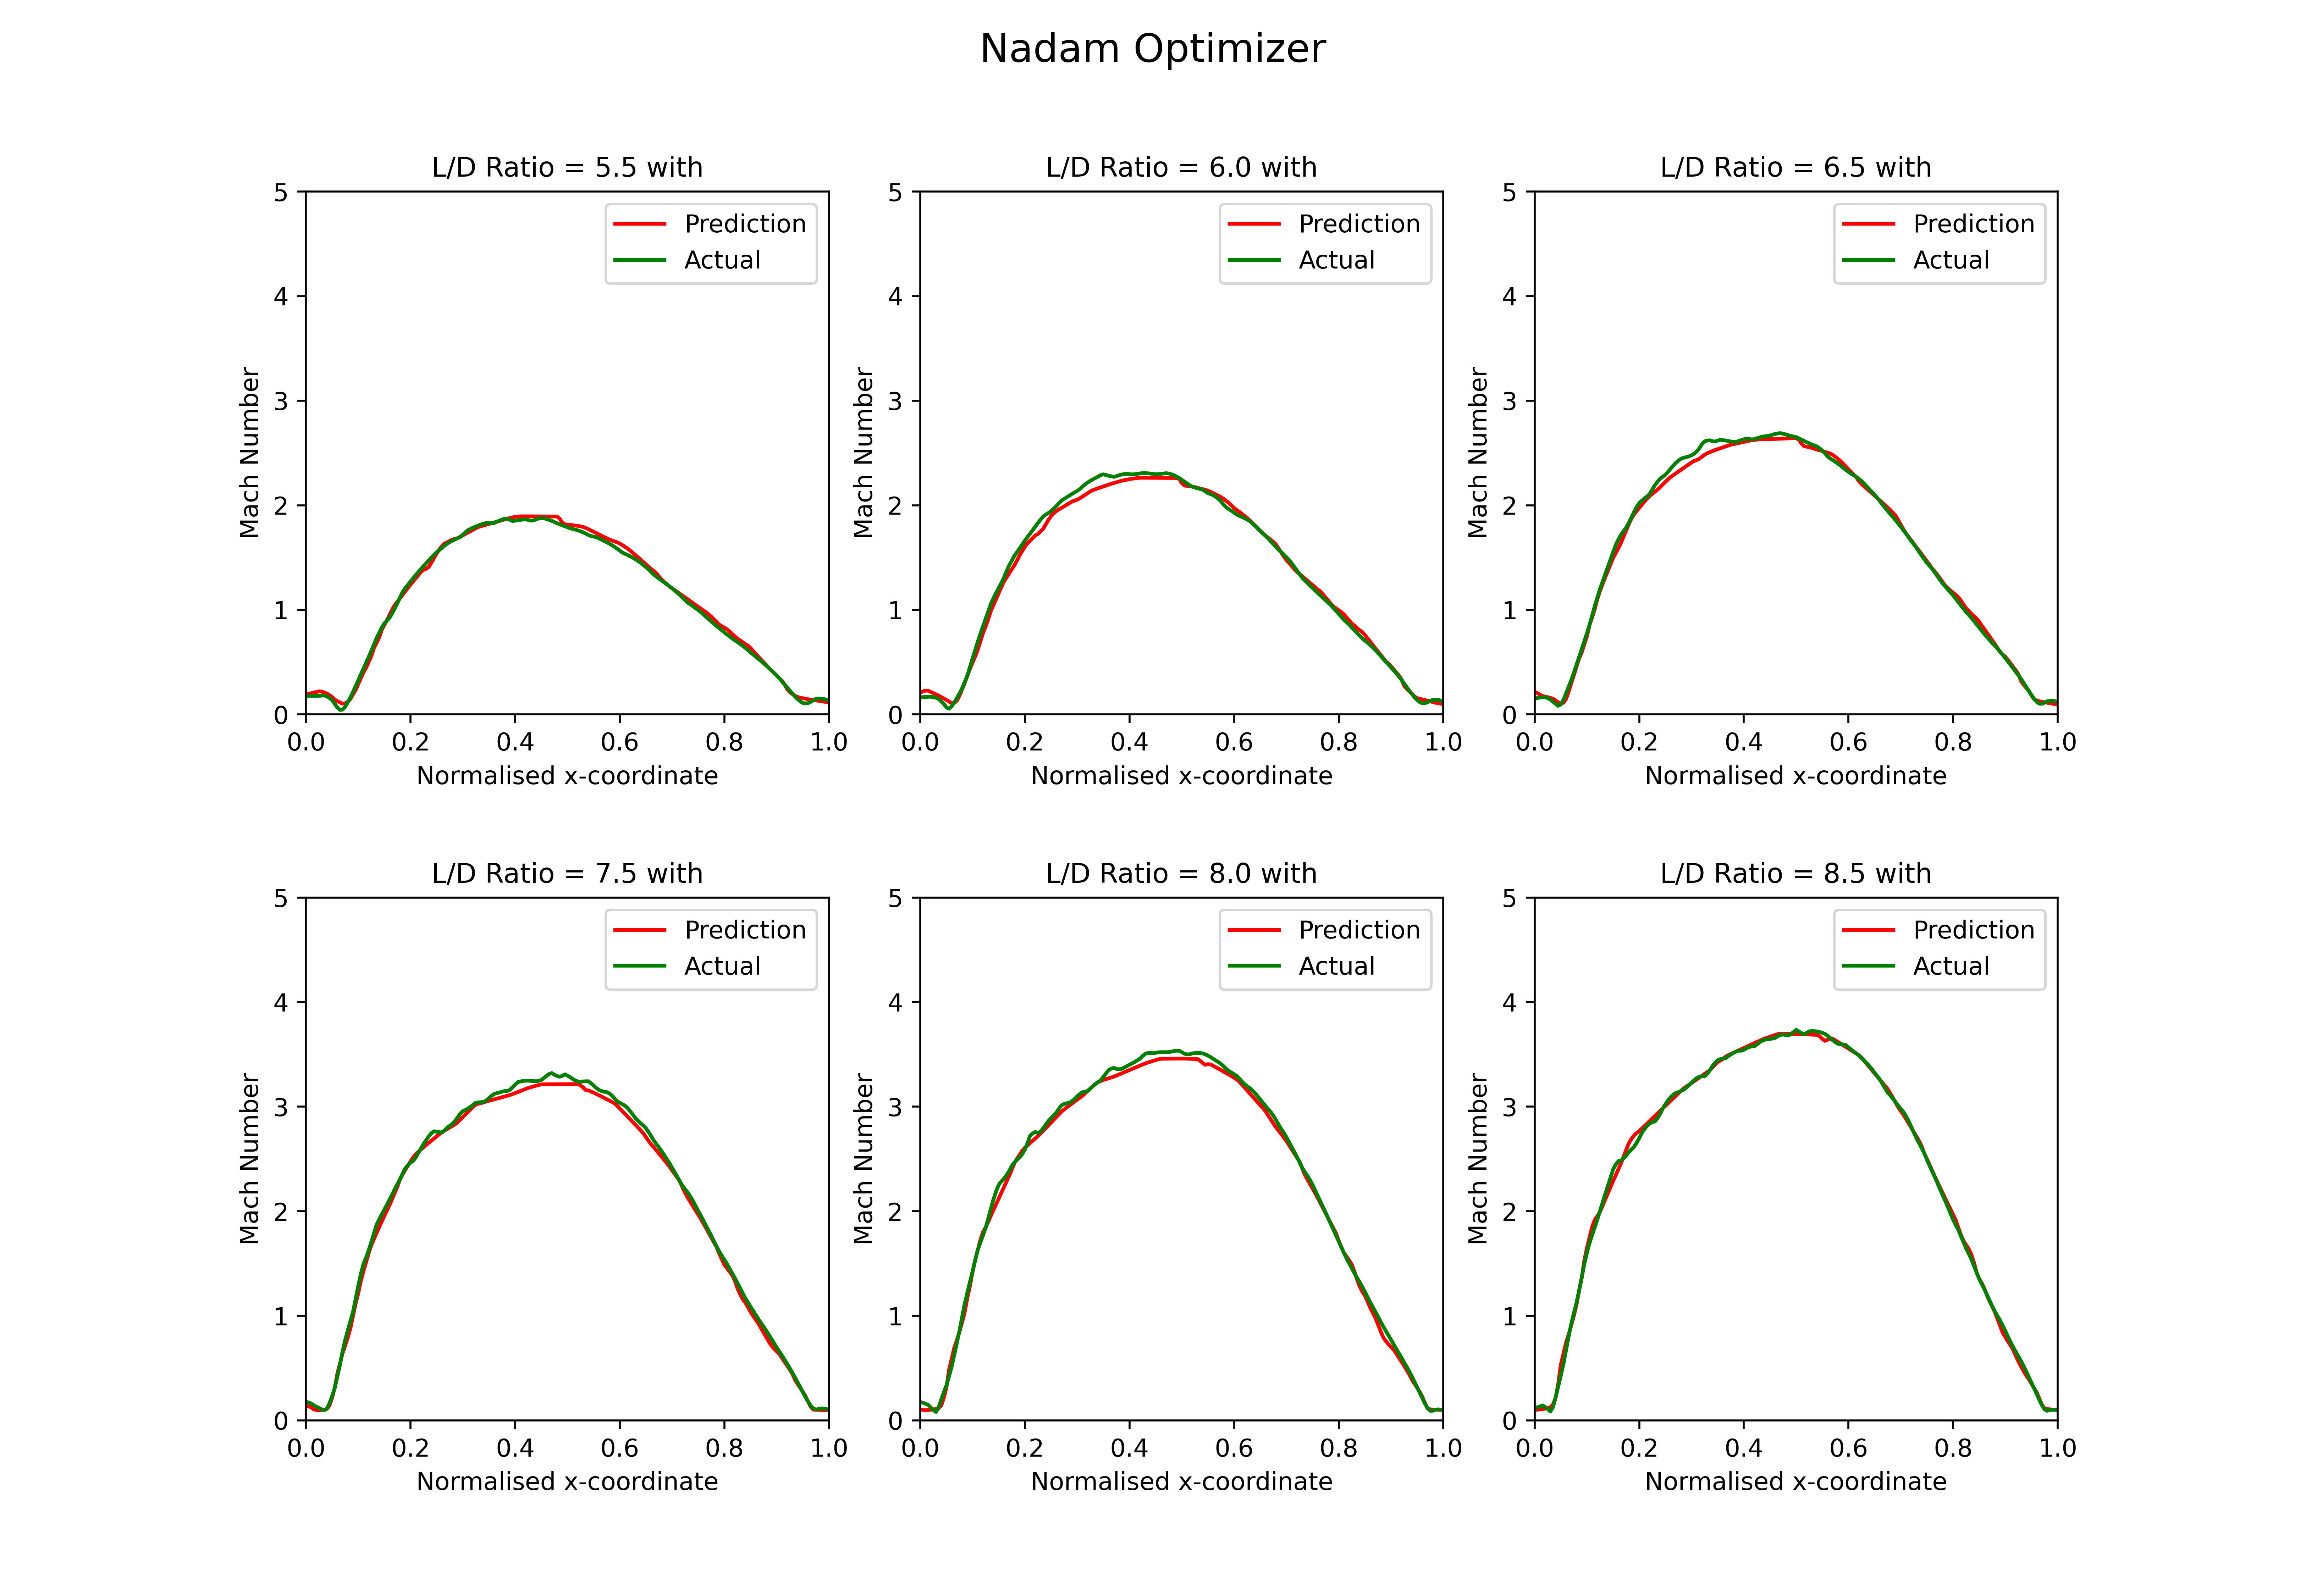 Nadam Optimizer
L/D Ratio = 5.5 with
5
4
3
2
1
0
Mach Number
Prediction
Actual
0.0 0.2 0.4 0.6 0.8 1.0
Normalised x-coordinate
L/D Ratio = 6.0 with
5
4
3
2
1
0
Mach Number
Prediction
Actual
0.0 0.2 0.4 0.6 0.8 1.0
Normalised x-coordinate
L/D Ratio = 6.5 with
5
4
3
2
1
0
Mach Number
Prediction
Actual
0.0 0.2 0.4 0.6 0.8 1.0
Normalised x-coordinate
L/D Ratio = 7.5 with
5
4
3
2
1
0
Mach Number
Prediction
Actual
0.0 0.2 0.4 0.6 0.8 1.0
Normalised x-coordinate
L/D Ratio = 8.0 with
5
4
3
2
1
0
Mach Number
Prediction
Actual
0.0 0.2 0.4 0.6 0.8 1.0
Normalised x-coordinate
L/D Ratio = 8.5 with
5
4
3
2
1
0
Mach Number
Prediction
Actual
0.0 0.2 0.4 0.6 0.8 1.0
Normalised x-coordinate